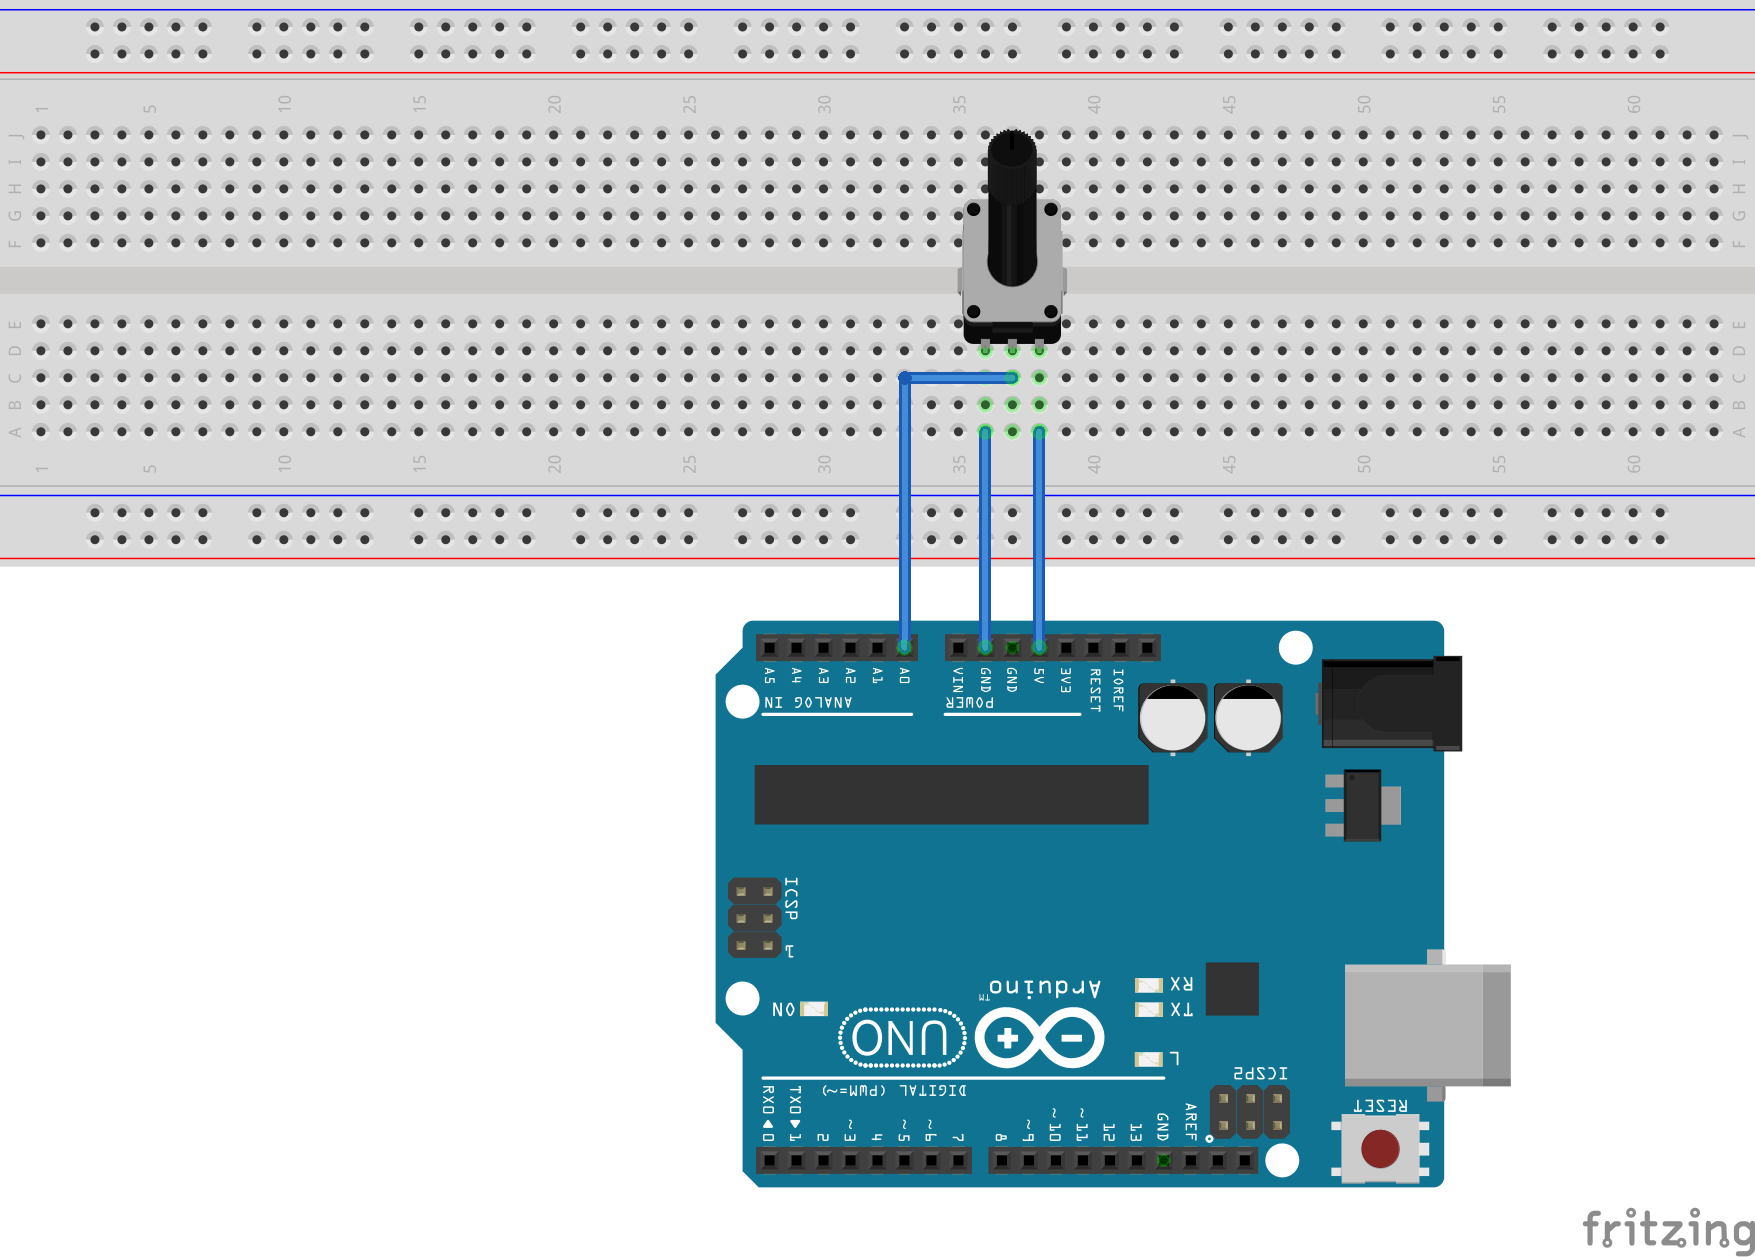 1 5 10 15 20 25 30 35 40 45 50 55 60
J J
I I
H H
G G
F F
E E
D D
C C
B B
A A
1 5 10 15 20 25 30 35 40 45 50 55 60
A5 A4 A3 A2 A1 A0 VIN GND GND 5V 3V3 RESET IOREF
ANALOG IN POWER
ICSP
1
Arduino
TM
RX
TX
ON
UNO
L
ICSP2
DIGITAL (PWM=~)
RX0 TX0
0 1 2 ~3 4 ~5 ~6 7 8 ~9 ~10 ~11 12 13 GND AREF
RESET
fritzing